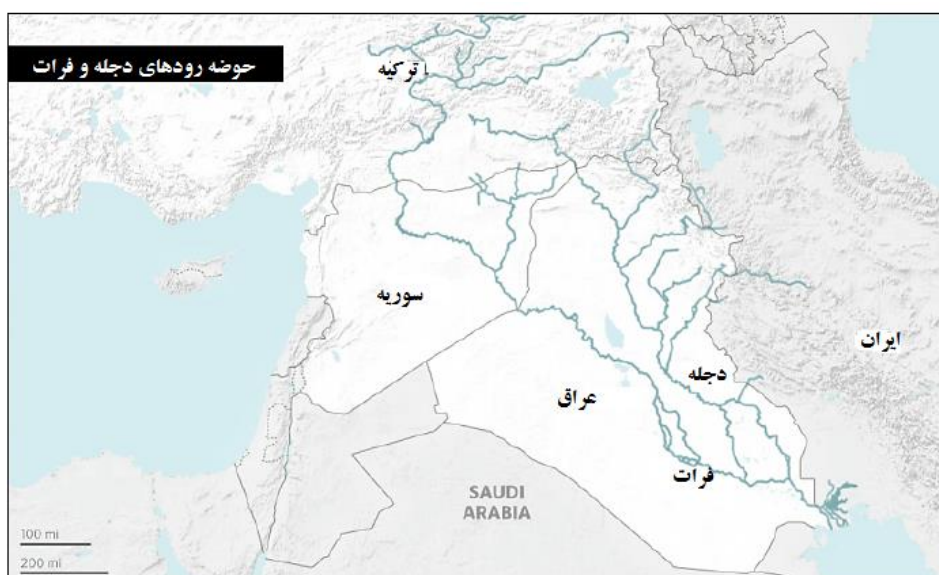 حوضه رودهای دجله و فرات
ترکیه
سوریه
ایران
دجله
عراق
فرات
SAUDI
ARABIA
100 mi
200 mi